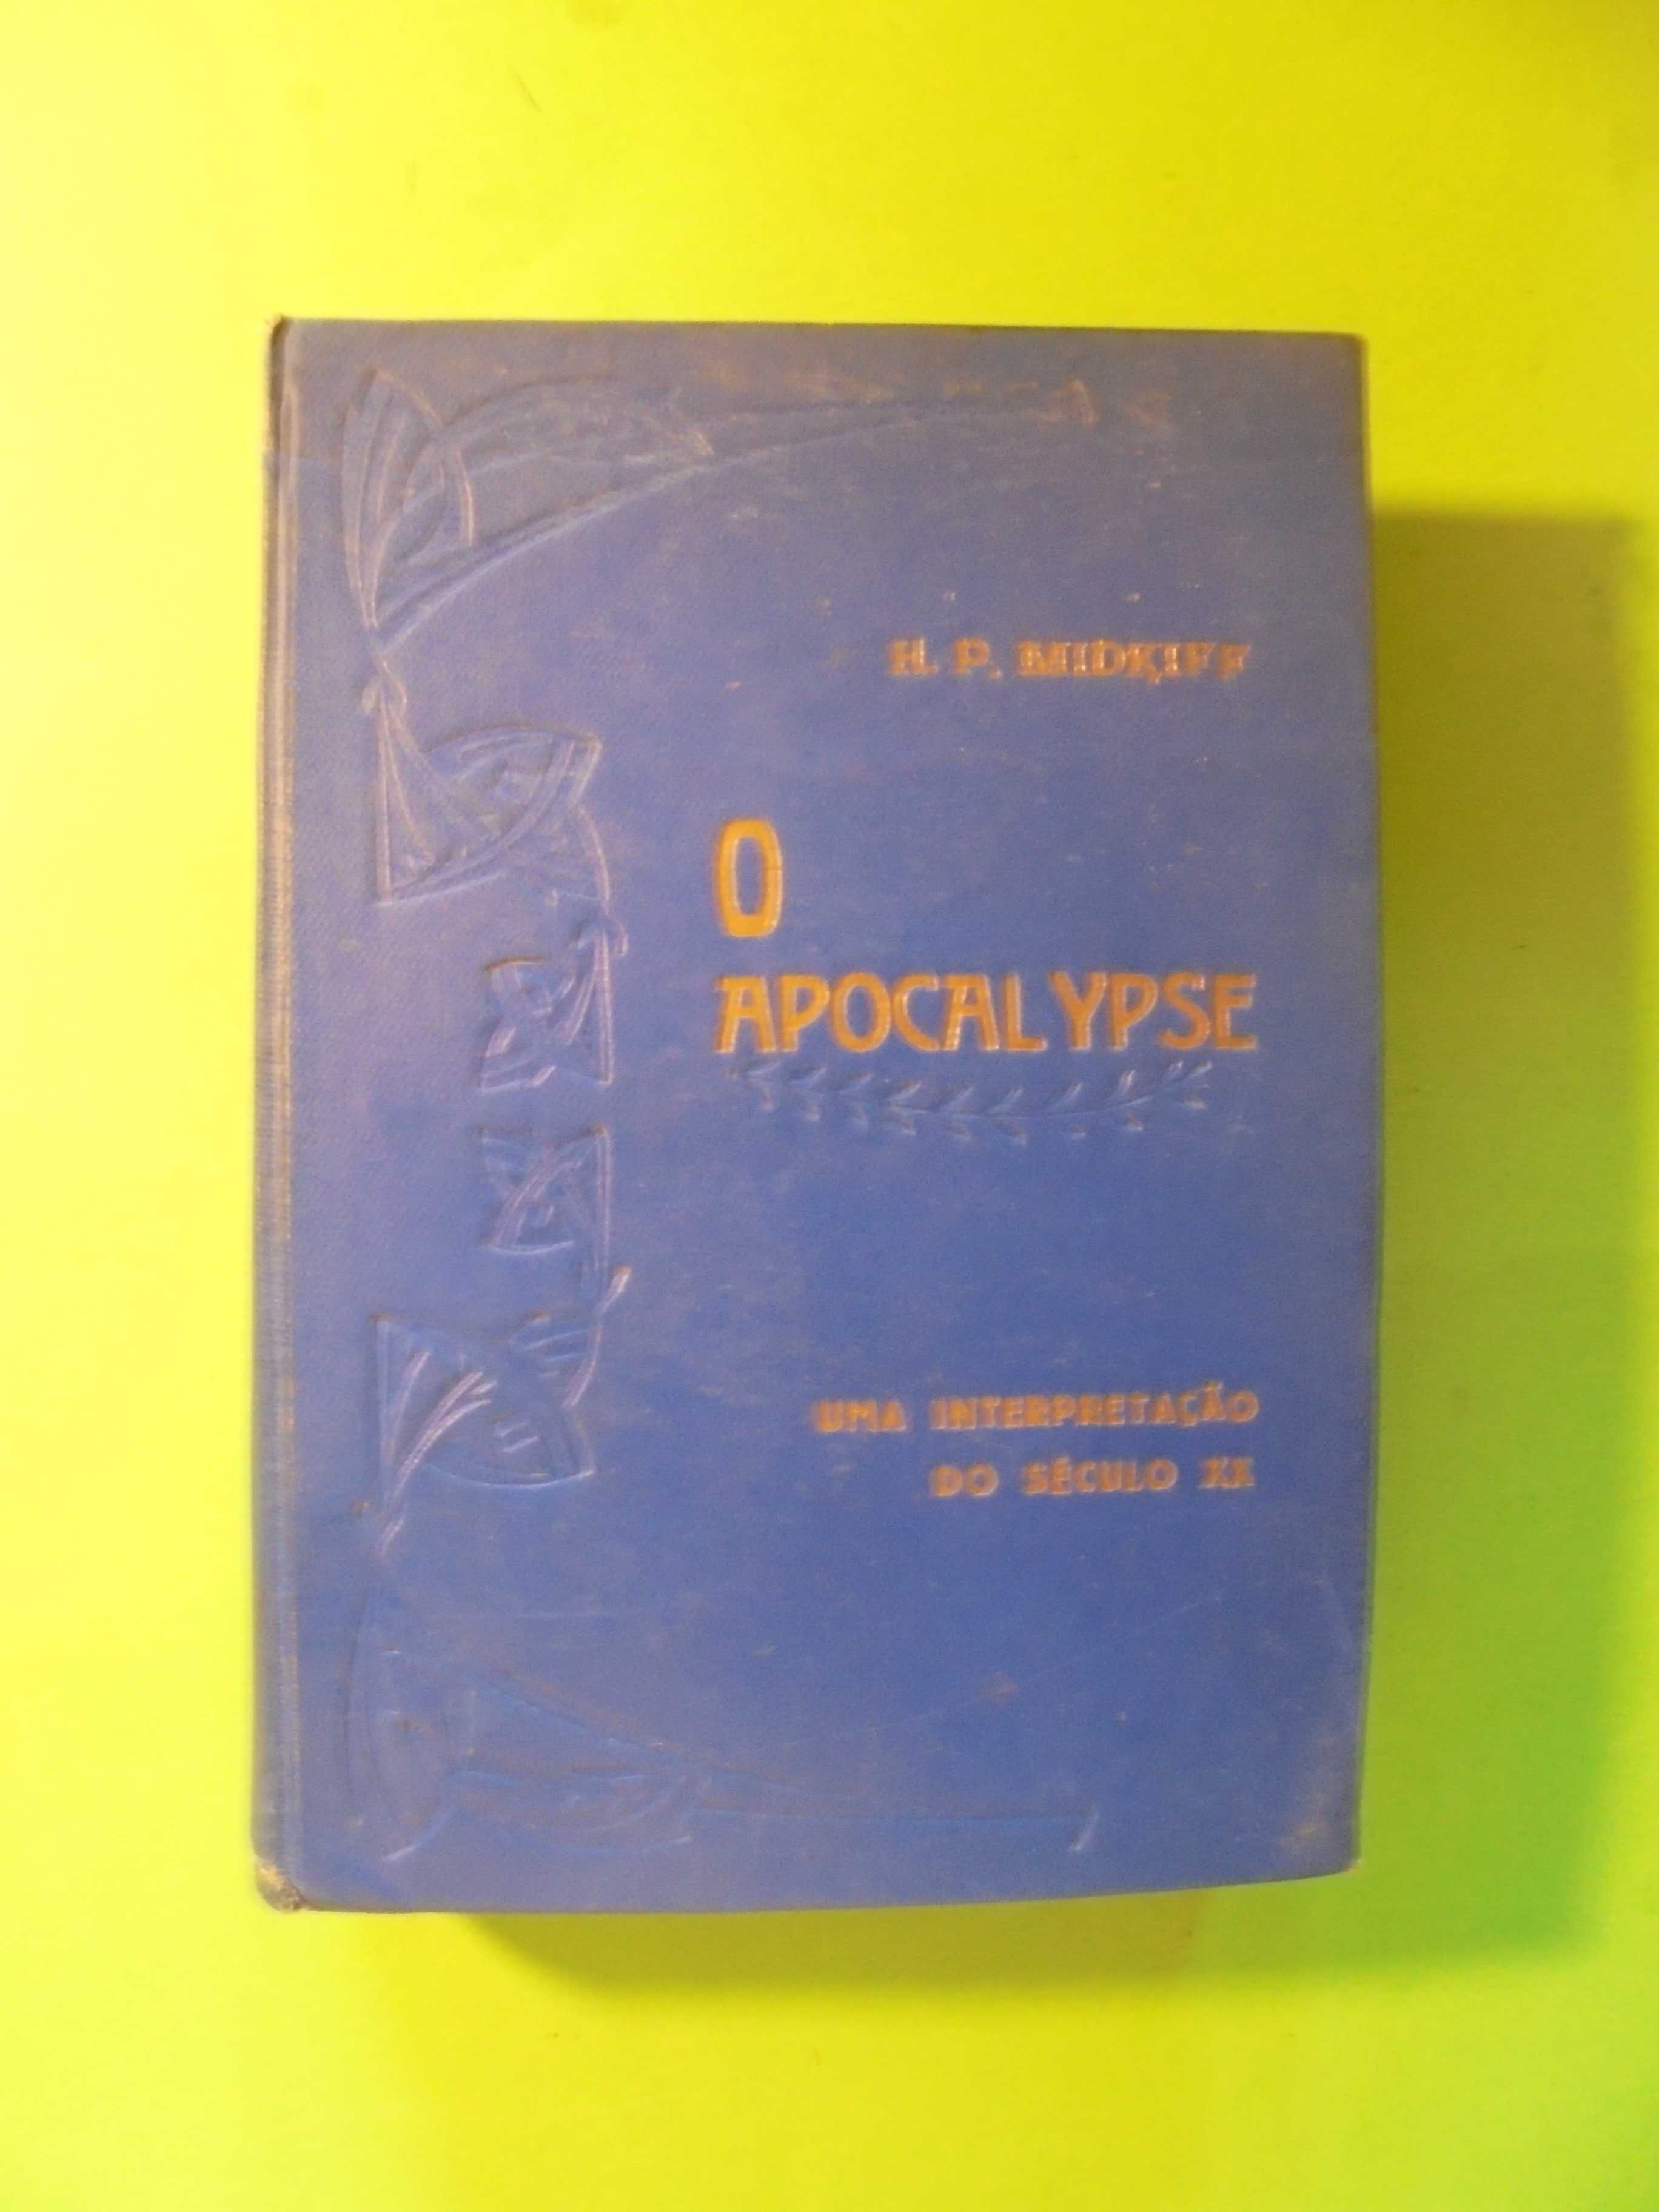 H. P. MIDKIFF
O
APOCALYPSE
UMA INTERPRETAÇÃO
DO SÉCULO XX